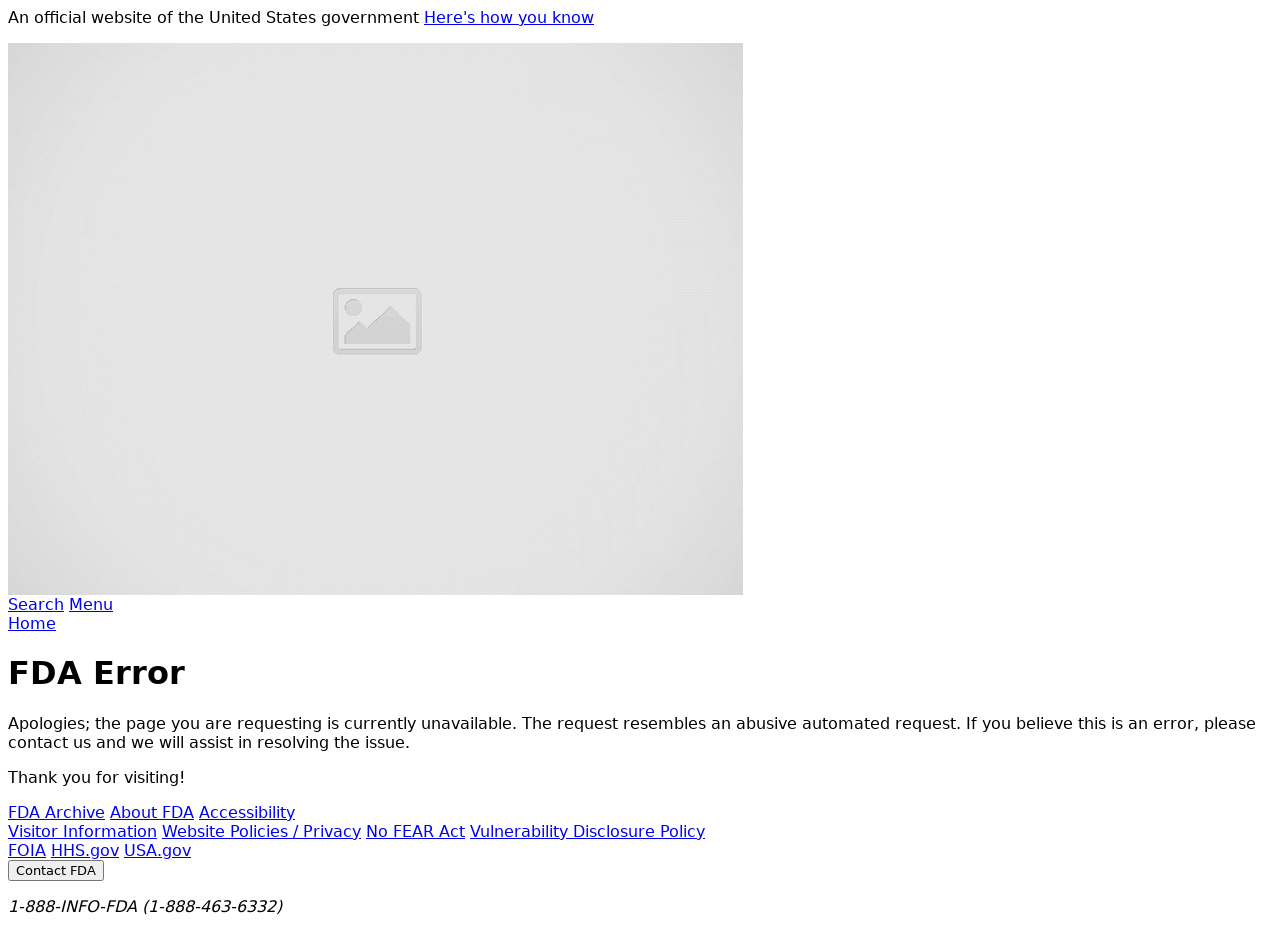 An official website of the United States government Here's how you know
Search Menu
Home
FDA Error
Apologies; the page you are requesting is currently unavailable. The request resembles an abusive automated request. If you believe this is an error, please
contact us and we will assist in resolving the issue.
Thank you for visiting!
FDA Archive About FDA Accessibility
Visitor Information Website Policies / Privacy No FEAR Act Vulnerability Disclosure Policy
FOIA HHS.gov USA.gov
Contact FDA
1-888-INFO-FDA (1-888-463-6332)